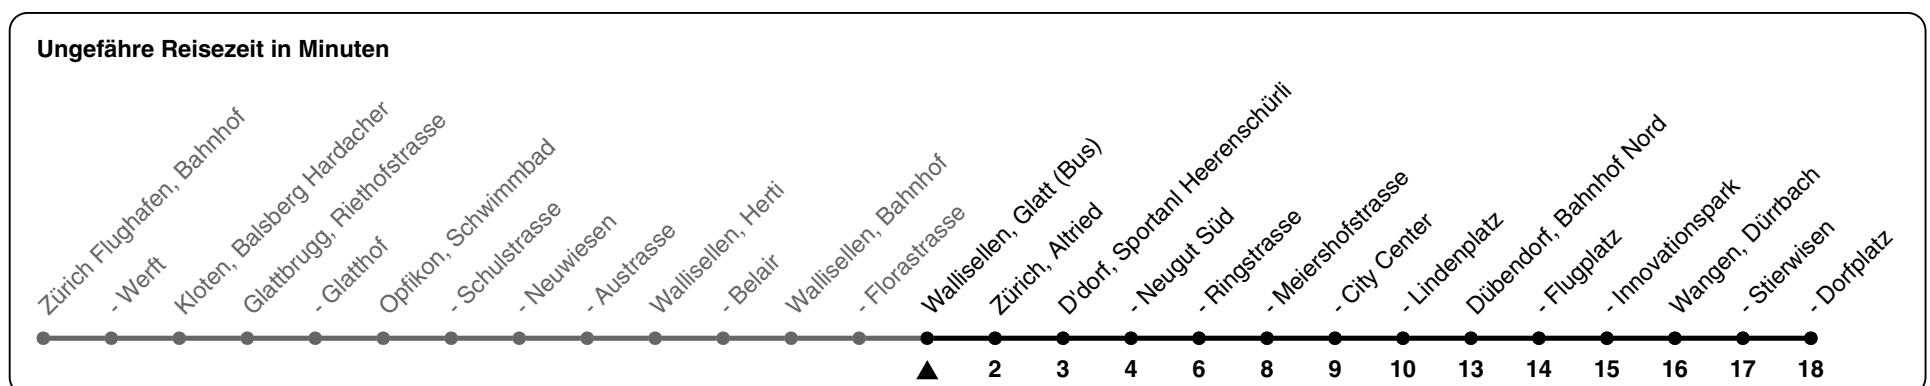 Ungefähre Reisezeit in Minuten
Zürich Flughafen, Bahnhof
- Werft
Kloten, Balsberg Hardacher
Glattbrugg, Riethofstrasse
- Glatthof
Opfikon, Schwimmbad
- Schulstrasse
- Neuwiesen
- Austrasse
Wallisellen, Herti
- Belair
Wallisellen, Bahnhof
- Florastrasse
Wallisellen, Glatt (Bus)
Zürich, Altried
D'dorf, Sportanl Heerenschürli
- Neugut Süd
- Ringstrasse
- Meiershofstrasse
- City Center
- Lindenplatz
Dübendorf, Bahnhof Nord
- Flugplatz
- Innovationspark
Wangen, Dürrbach
- Stierwisen
- Dorfplatz
2 3 4 6 8 9 10 13 14 15 16 17 18